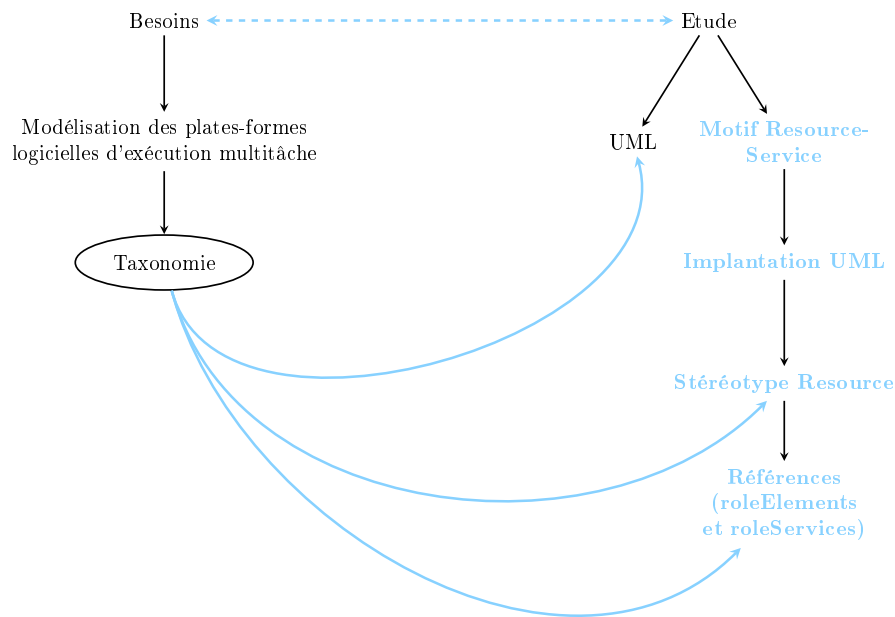 Besoins
Etude
Modélisation des plates-formes
logicielles d'exécution multitâche
UML
Motif Resource-
Service
Taxonomie
Implantation UML
Stéréotype Resource
Références
(roleElements
et roleServices)